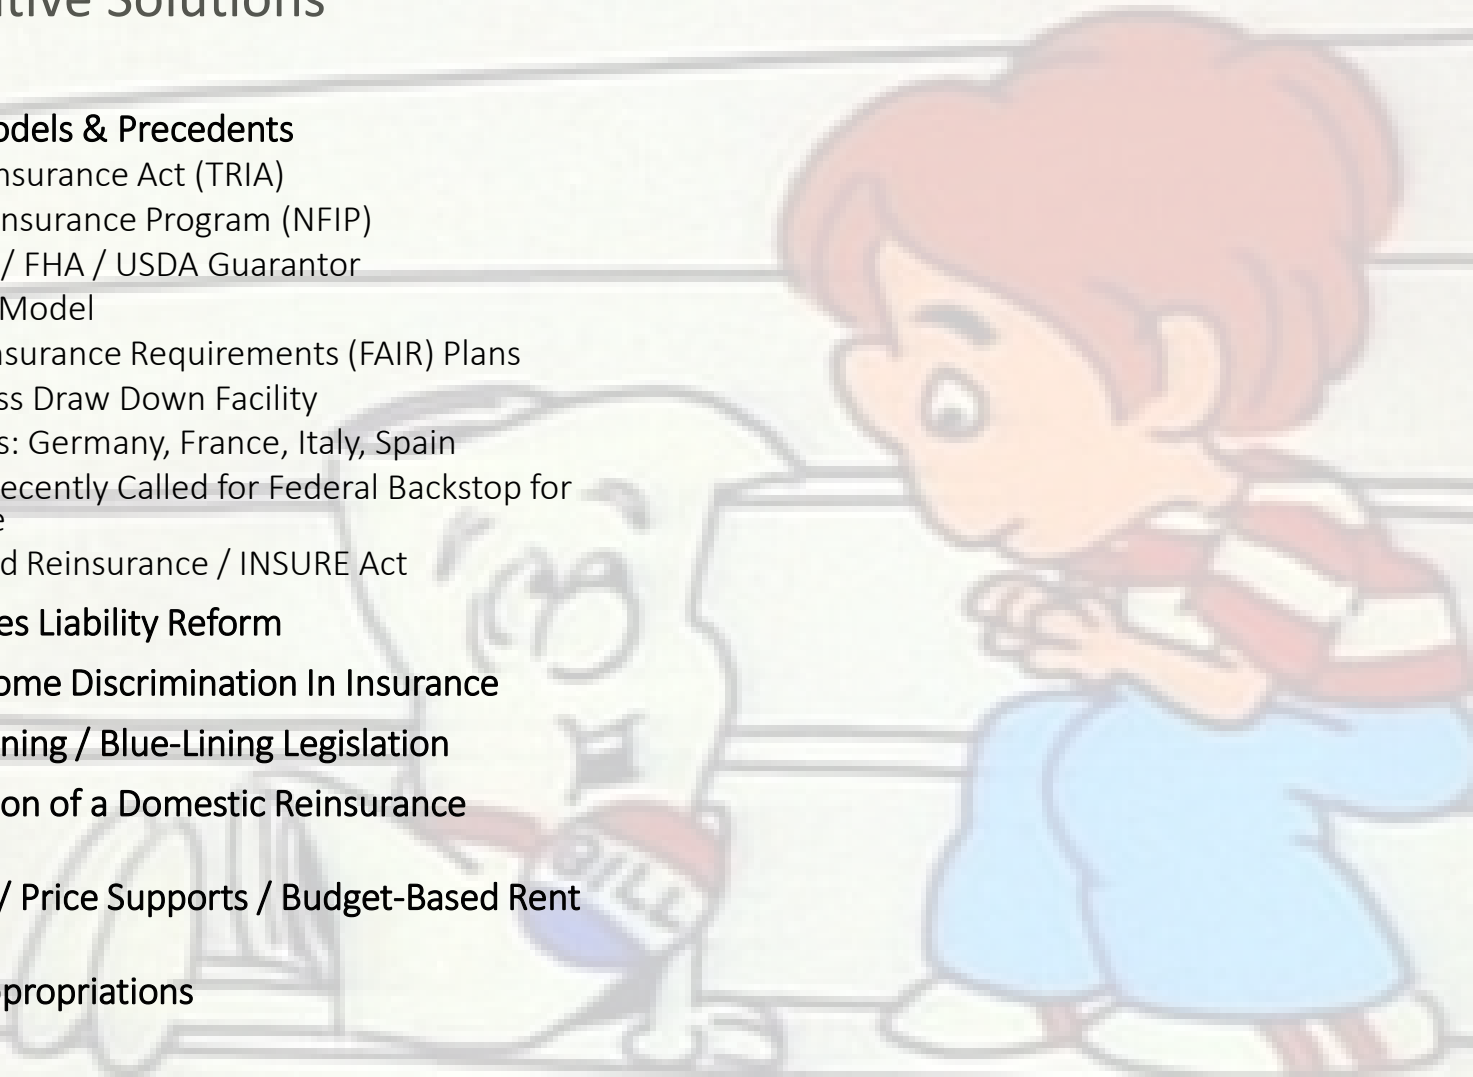 tive Solutions
odels & Precedents
nsurance Act (TRIA)
nsurance Program (NFIP)
/ FHA / USDA Guarantor
Model
nsurance Requirements (FAIR) Plans
ss Draw Down Facility
s: Germany, France, Italy, Spain
ecently Called for Federal Backstop for
e
d Reinsurance / INSURE Act
es Liability Reform
ome Discrimination In Insurance
ning / Blue-Lining Legislation
on of a Domestic Reinsurance
/ Price Supports / Budget-Based Rent
BILL
ppropriations